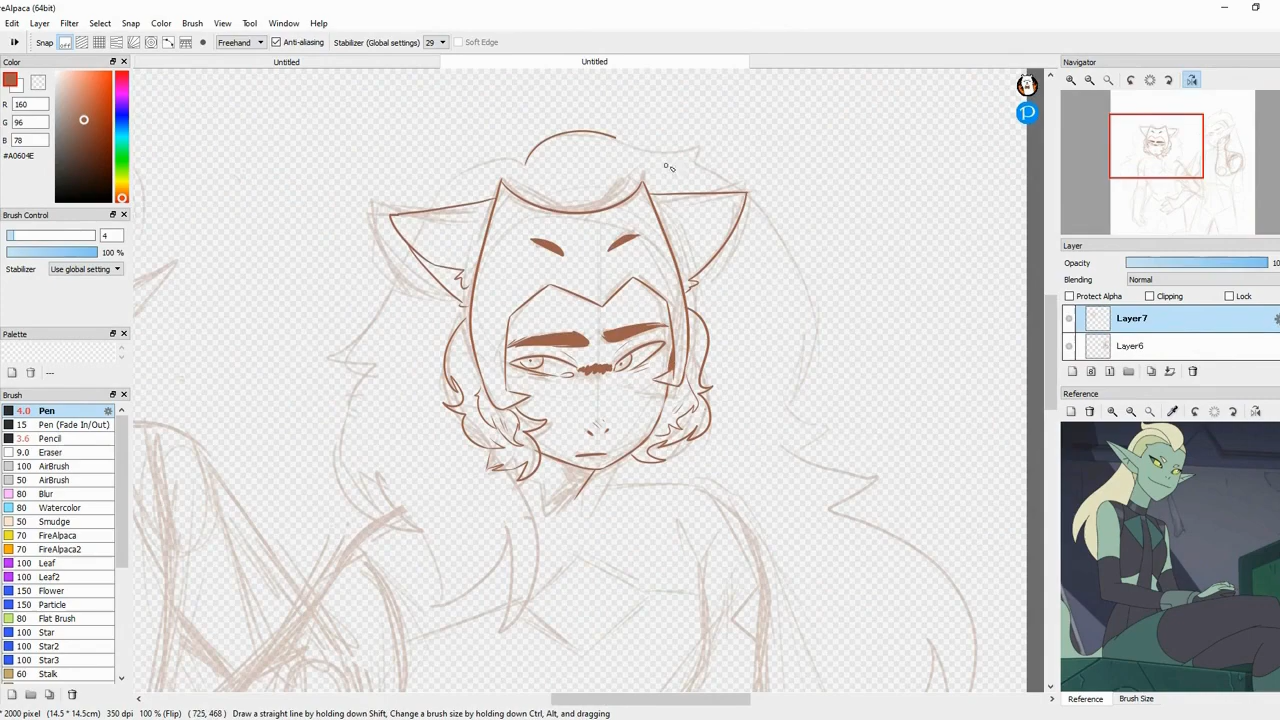 FireAlpaca (64bit)
Edit Layer Filter Select Snap Color Brush View Tool Window Help
Snap off Freehand Anti-aliasing Stabilizer (Global settings) 29 Soft Edge
Color
Untitled
Untitled
Navigator
R 160
G 96
B 78
#A0604E
Brush Control
4
100 %
Stabilizer Use global setting
Palette
---
Brush
4.0 Pen
15 Pen (Fade In/Out)
3.6 Pencil
9.0 Eraser
100 AirBrush
50 AirBrush
80 Blur
80 Watercolor
50 Smudge
70 FireAlpaca
70 FireAlpaca2
100 Leaf
100 Leaf2
150 Flower
150 Particle
80 Flat Brush
100 Star
100 Star2
100 Star3
60 Stalk
P
Layer
Opacity 10
Blending Normal
Protect Alpha Clipping Lock
Layer7
Layer6
8 1
Reference
Reference Brush Size
* 2000 pixel (14.5 * 14.5cm) 350 dpi 100 % (Flip) ( 725, 468 ) Draw a straight line by holding down Shift, Change a brush size by holding down Ctrl, Alt, and dragging